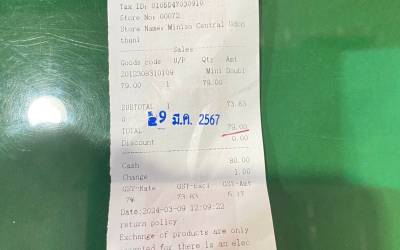 Tax ID: 0105547030910
Store No: 00072
Store Name: Miniso Central Udon
thani
Sales
Goods code U/P Qty Amt
2012308310109 Mini Doubl
79.00 1 79.00
SUBTOTAL 1 73.83
9 มี.ค. 2567
TOTAL 79.00
Discount 0.00
Cash 80.00
Change 1.00
GST-Rate GST-Excl GST-Amt
7% 73.83 5.17
Date:2024-03-09 12:09:22
return policy
Exchange of products are only
there is an elec